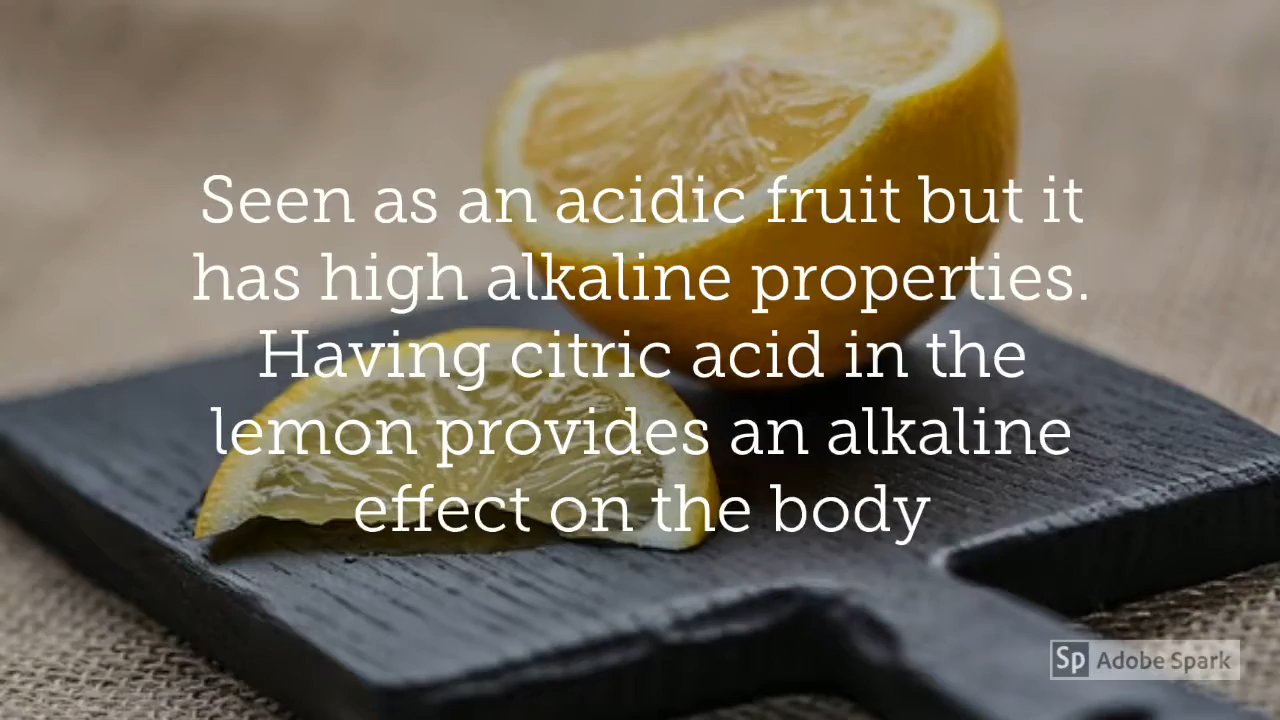 Seen as an acidic fruit but it
has high alkaline properties.
Having citric acid in the
lemon provides an alkaline
effect on the body
Sp Adobe Spark